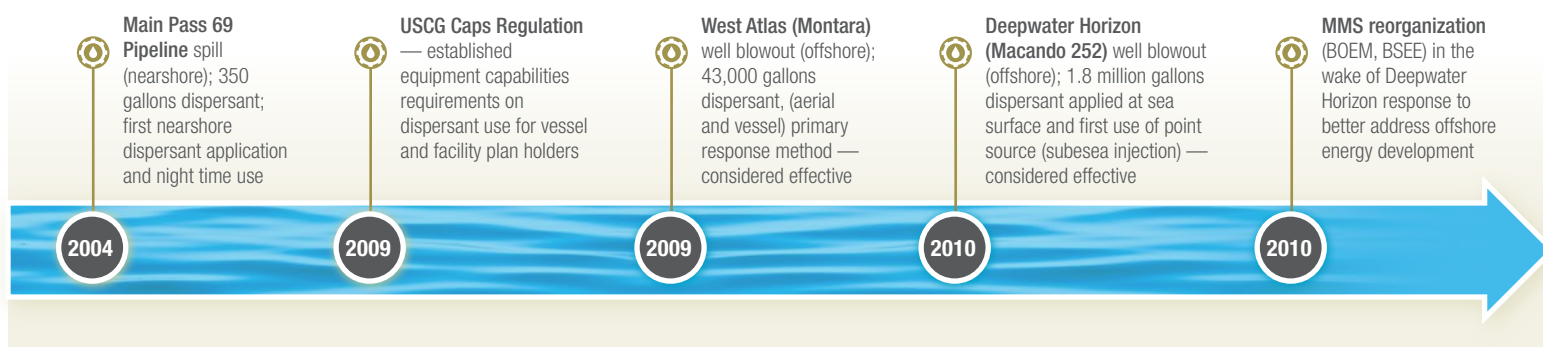 Main Pass 69
Pipeline spill
(nearshore); 350
gallons dispersant;
first nearshore
dispersant application
and night time use
USCG Caps Regulation
— established
equipment capabilities
requirements on
dispersant use for vessel
and facility plan holders
West Atlas (Montara)
well blowout (offshore);
43,000 gallons
dispersant, (aerial
and vessel) primary
response method —
considered effective
Deepwater Horizon
(Macando 252) well blowout
(offshore); 1.8 million gallons
dispersant applied at sea
surface and first use of point
source (subesea injection) —
considered effective
MMS reorganization
(BOEM, BSEE) in the
wake of Deepwater
Horizon response to
better address offshore
energy development
2004
2009
2009
2010
2010